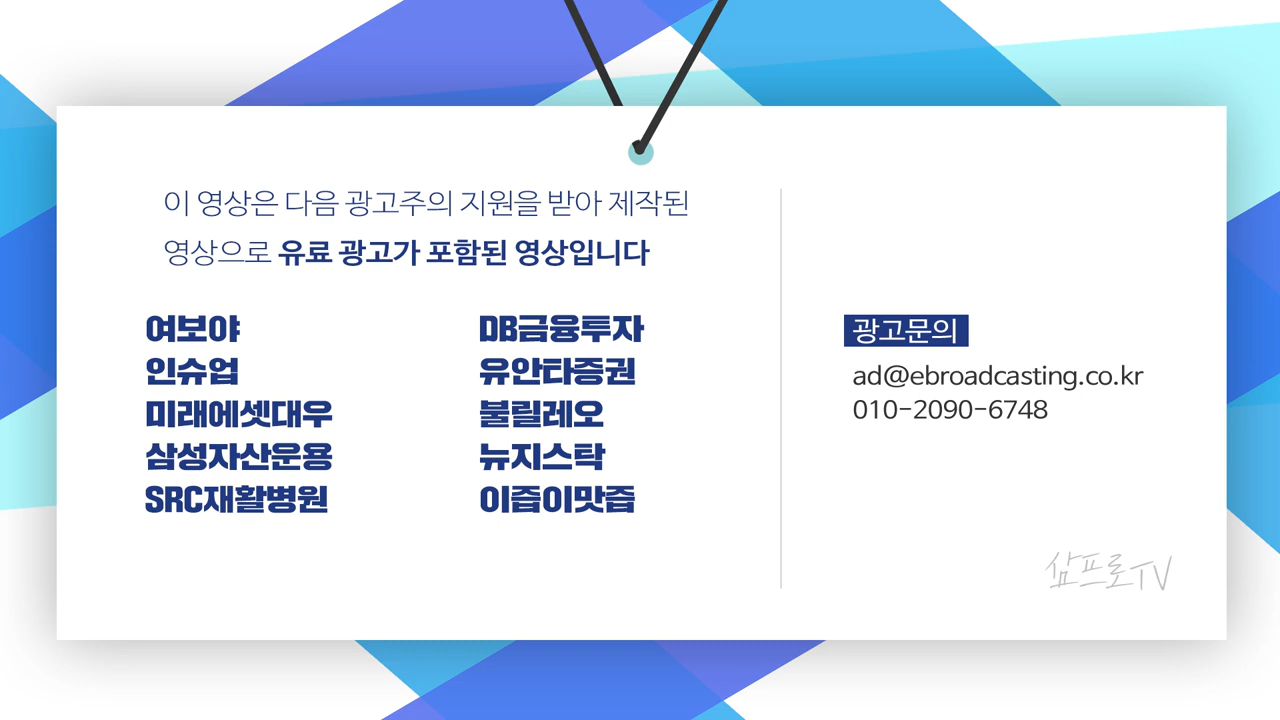 이 영상은 다음 광고주의 지원을 받아 제작된
영상으로 유료 광고가 포함된 영상입니다
여보야
인슈업
미래에셋대우
삼성자산운용
SRC재활병원
DB금융투자
유안타증권
불릴레오
뉴지스탁
이즙이맛즙
광고문의
ad@ebroadcasting.co.kr
010-2090-6748
삼프로TV